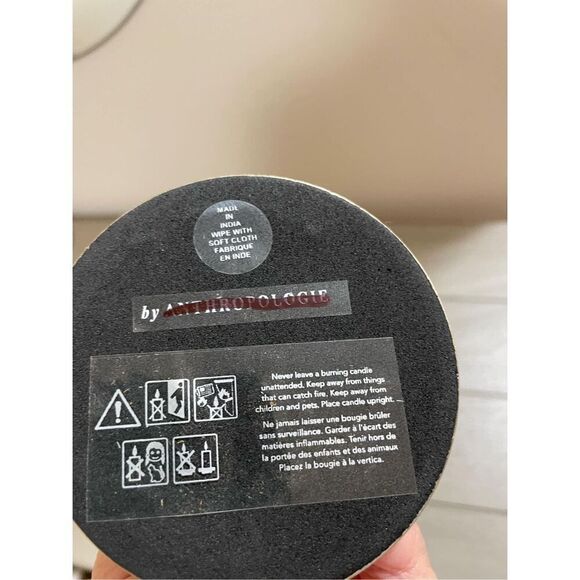 MADE
IN
INDIA
WIPE WITH
SOFT CLOTH
FABRIQUE
EN INDE
by ANTHROPOLOGIE
Never leave a burning candle
unattended. Keep away from things
that can catch fire. Keep away from
children and pets. Place candle upright.
Ne jamais laisser une bougie brûler
sans surveillance. Garder à l'écart des
matières inflammables. Tenir hors de
la portée des enfants et des animaux
Placez la bougie à la vertica.